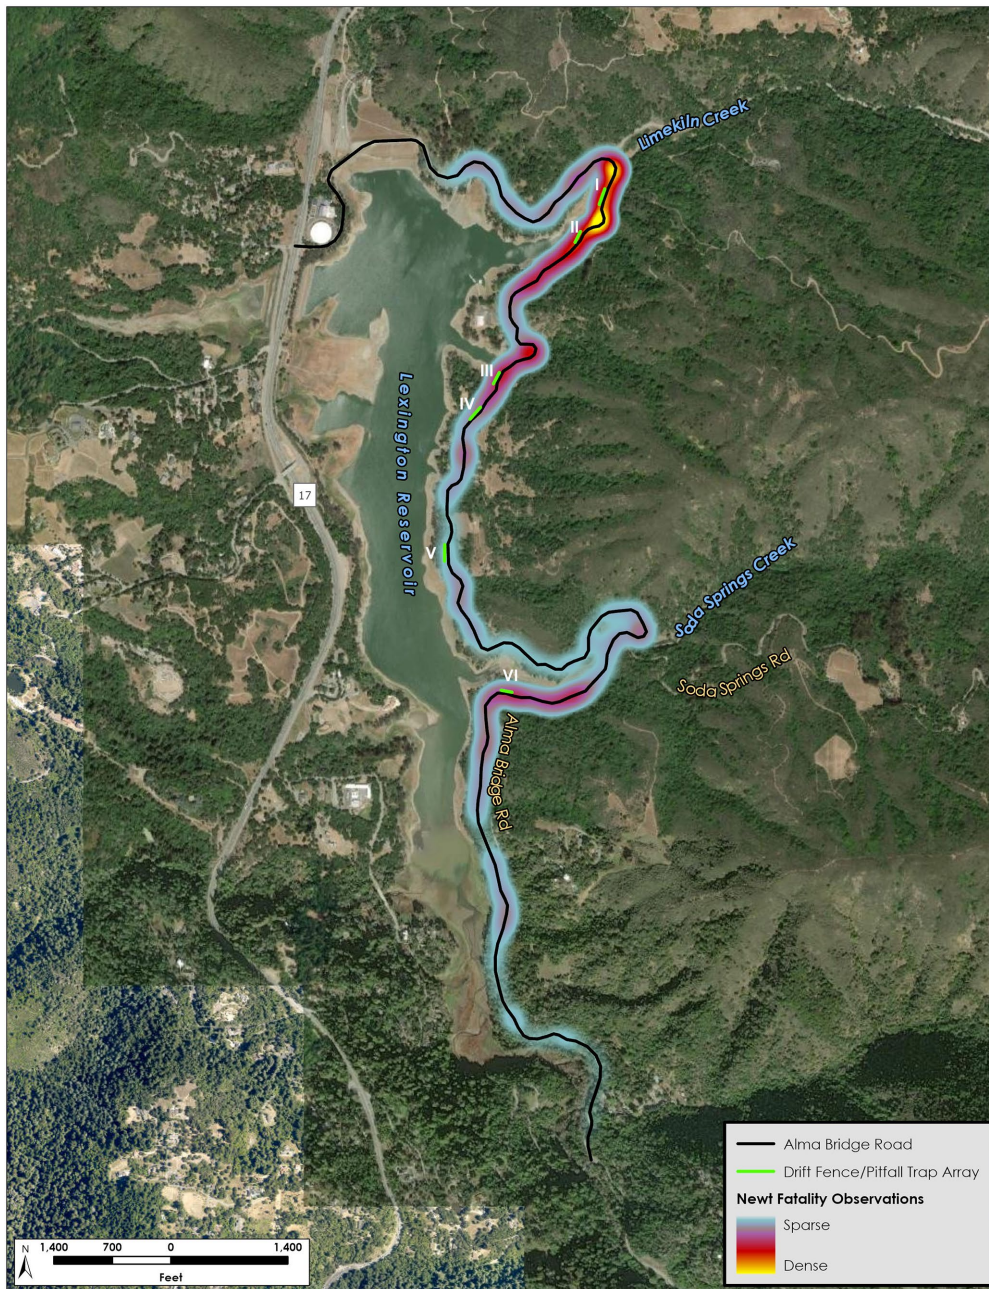 Limekiln Creek
I
II
III
IV
Lexington Reservoir
17
V
Soda Springs Creek
Soda Springs Rd
VI
Alma Bridge Rd
Alma Bridge Road
Drift Fence/Pitfall Trap Array
Newt Fatality Observations
Sparse
Dense
N
1,400 700 0 1,400
Feet